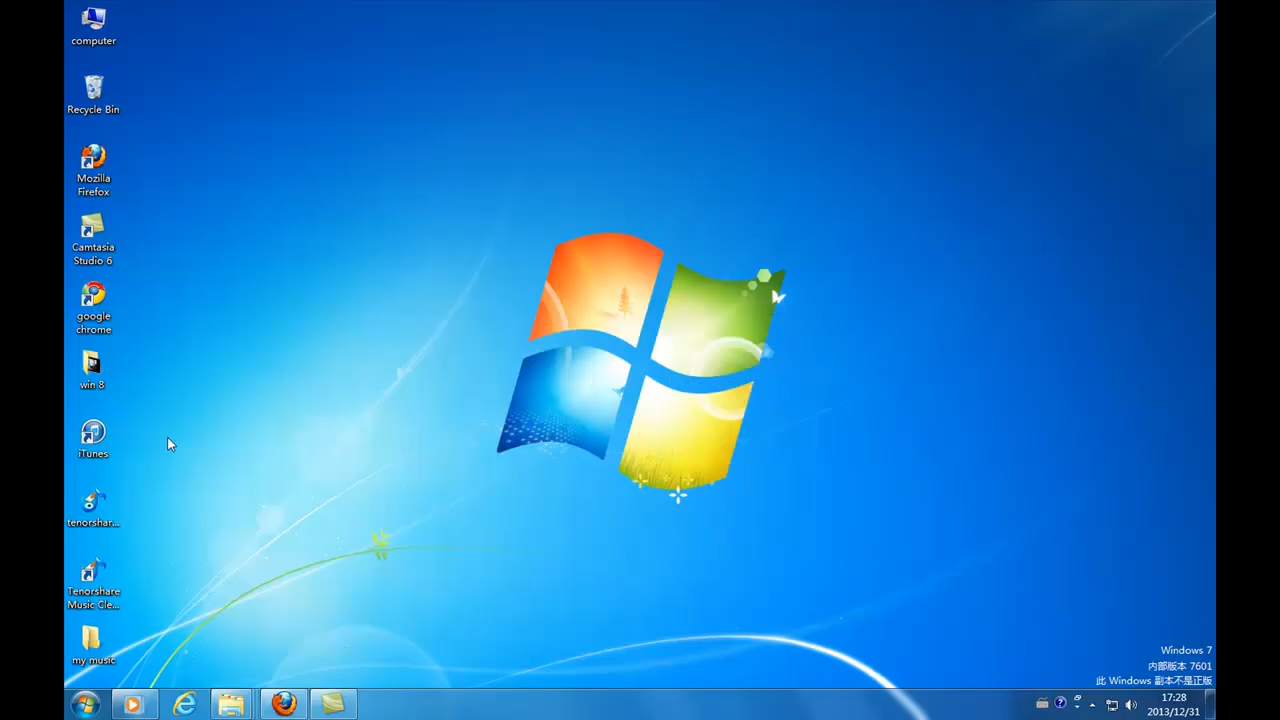 computer
Recycle Bin
Mozilla
Firefox
Camtasia
Studio 6
google
chrome
win 8
iTunes
tenorshar...
Tenorshare
Music Cle...
my music
Windows 7
内部版本 7601
此 Windows 副本不是正版
17:28
2013/12/31